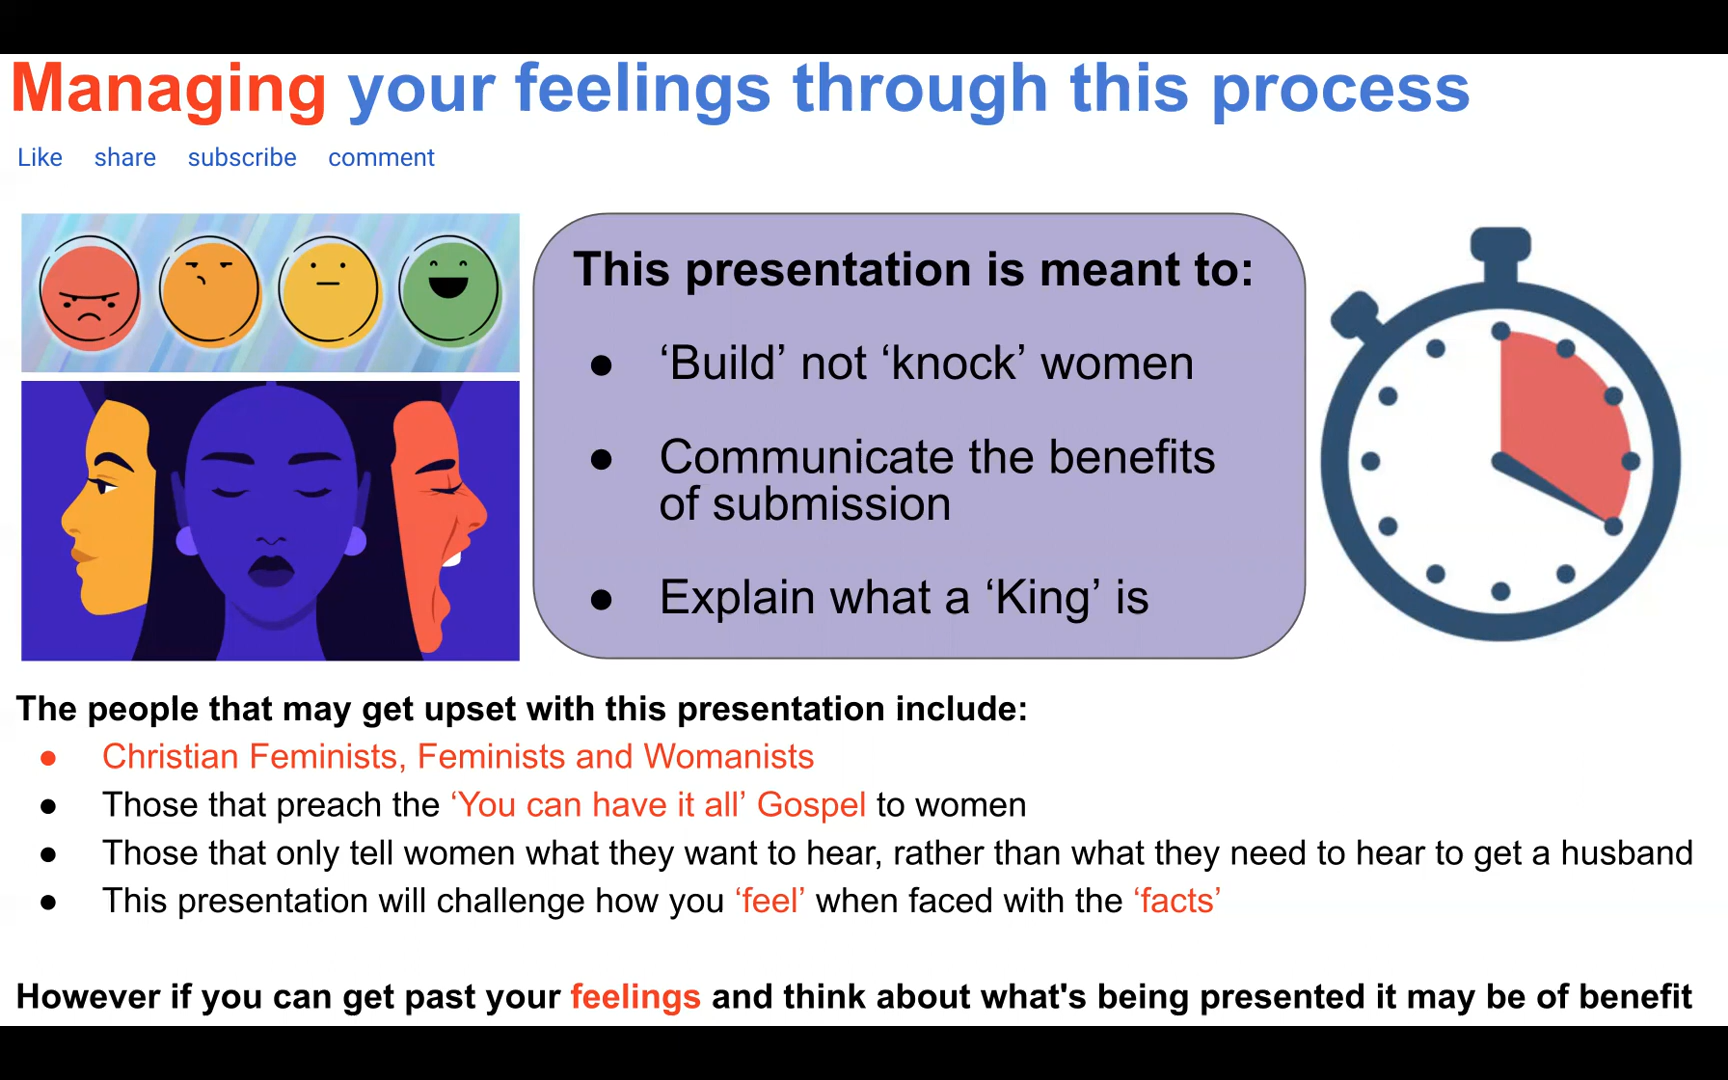 Managing your feelings through this process
Like share subscribe comment
This presentation is meant to:
● ‘Build’ not ‘knock’ women
● Communicate the benefits
of submission
● Explain what a ‘King’ is
The people that may get upset with this presentation include:
● Christian Feminists, Feminists and Womanists
● Those that preach the ‘You can have it all’ Gospel to women
● Those that only tell women what they want to hear, rather than what they need to hear to get a husband
● This presentation will challenge how you ‘feel’ when faced with the ‘facts’
However if you can get past your feelings and think about what's being presented it may be of benefit